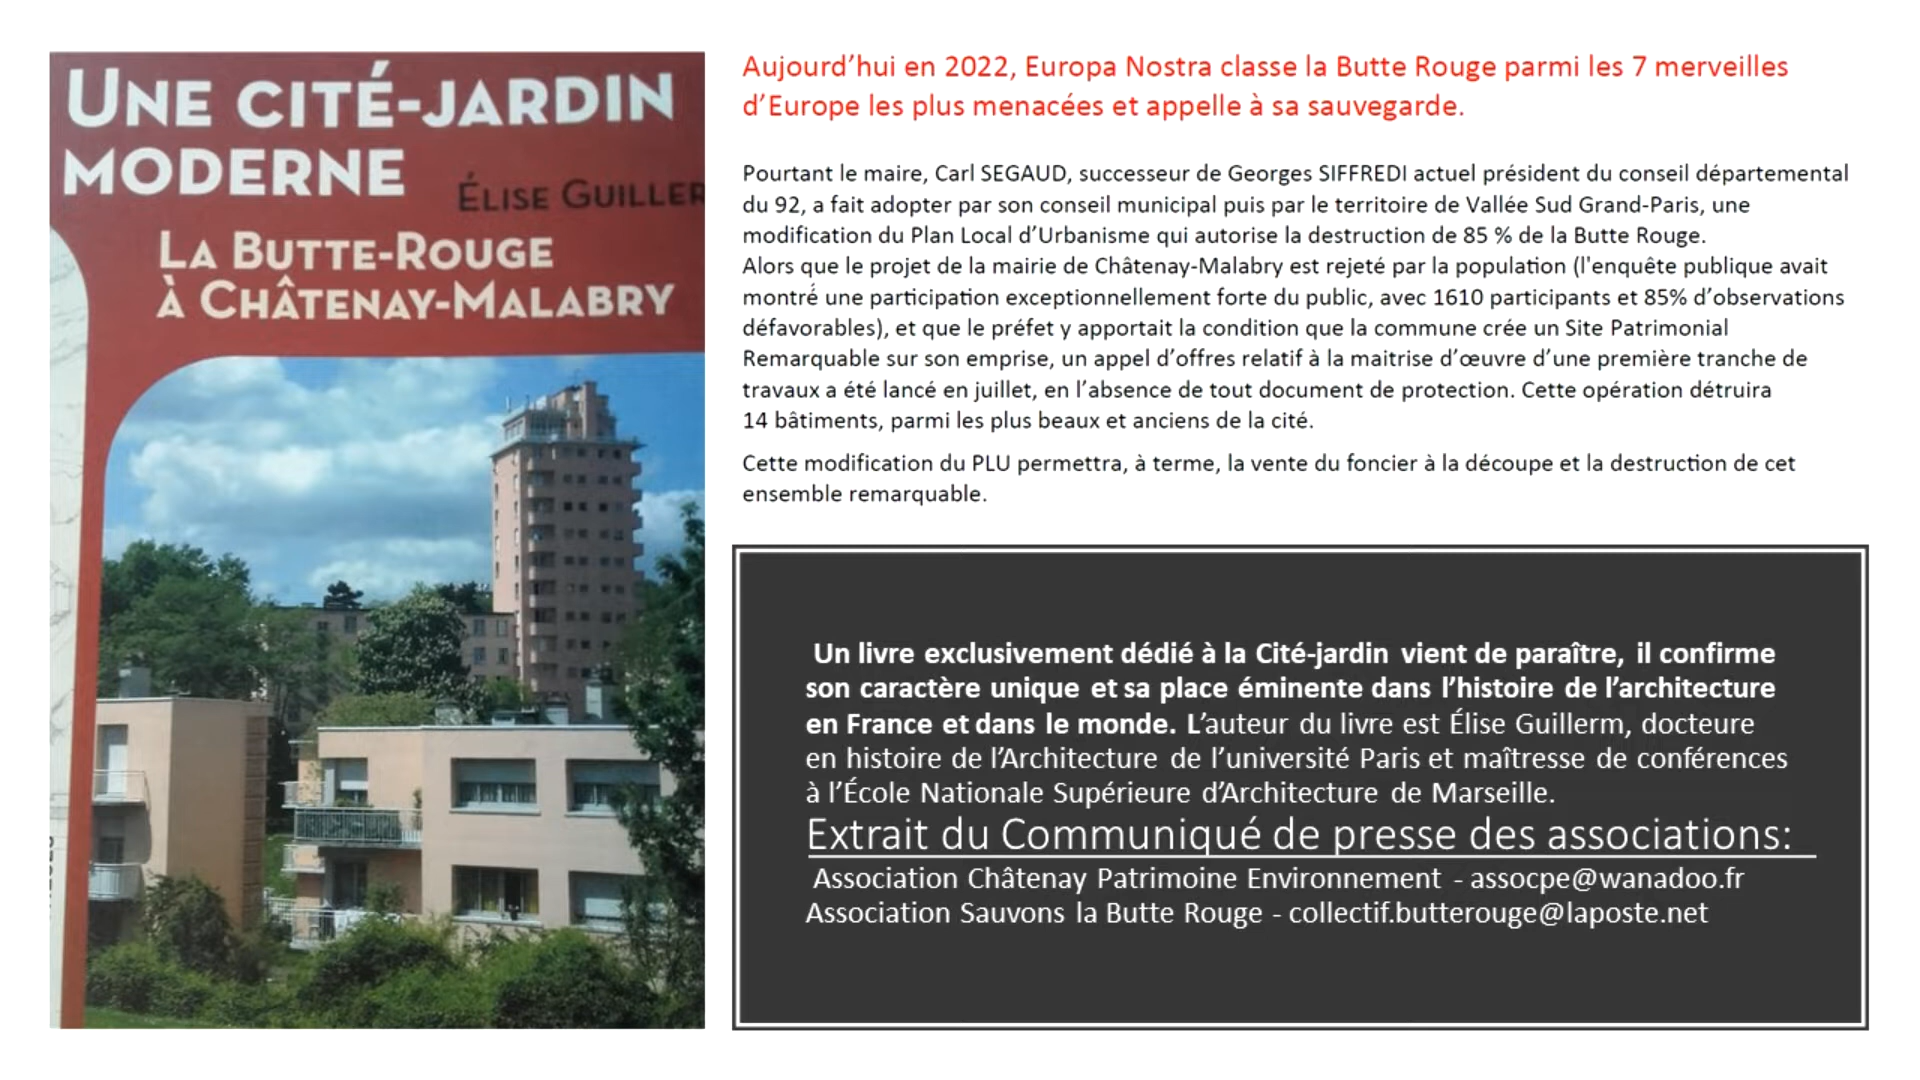 UNE CITÉ-JARDIN
MODERNE
ÉLISE GUILLER
LA BUTTE-ROUGE
À CHÂTENAY-MALABRY
Aujourd’hui en 2022, Europa Nostra classe la Butte Rouge parmi les 7 merveilles
d’Europe les plus menacées et appelle à sa sauvegarde.
Pourtant le maire, Carl SEGAUD, successeur de Georges SIFFREDI actuel président du conseil départemental
du 92, a fait adopter par son conseil municipal puis par le territoire de Vallée Sud Grand-Paris, une
modification du Plan Local d’Urbanisme qui autorise la destruction de 85 % de la Butte Rouge.
Alors que le projet de la mairie de Châtenay-Malabry est rejeté par la population (l'enquête publique avait
montré une participation exceptionnellement forte du public, avec 1610 participants et 85% d’observations
défavorables), et que le préfet y apportait la condition que la commune crée un Site Patrimonial
Remarquable sur son emprise, un appel d’offres relatif à la maitrise d’œuvre d’une première tranche de
travaux a été lancé en juillet, en l’absence de tout document de protection. Cette opération détruira
14 bâtiments, parmi les plus beaux et anciens de la cité.
Cette modification du PLU permettra, à terme, la vente du foncier à la découpe et la destruction de cet
ensemble remarquable.
Un livre exclusivement dédié à la Cité-jardin vient de paraître, il confirme
son caractère unique et sa place éminente dans l’histoire de l’architecture
en France et dans le monde. L’auteur du livre est Élise Guillerm, docteure
en histoire de l’Architecture de l’université Paris et maîtresse de conférences
à l’École Nationale Supérieure d’Architecture de Marseille.
Extrait du Communiqué de presse des associations:
Association Châtenay Patrimoine Environnement - assocpe@wanadoo.fr
Association Sauvons la Butte Rouge - collectif.butterouge@laposte.net